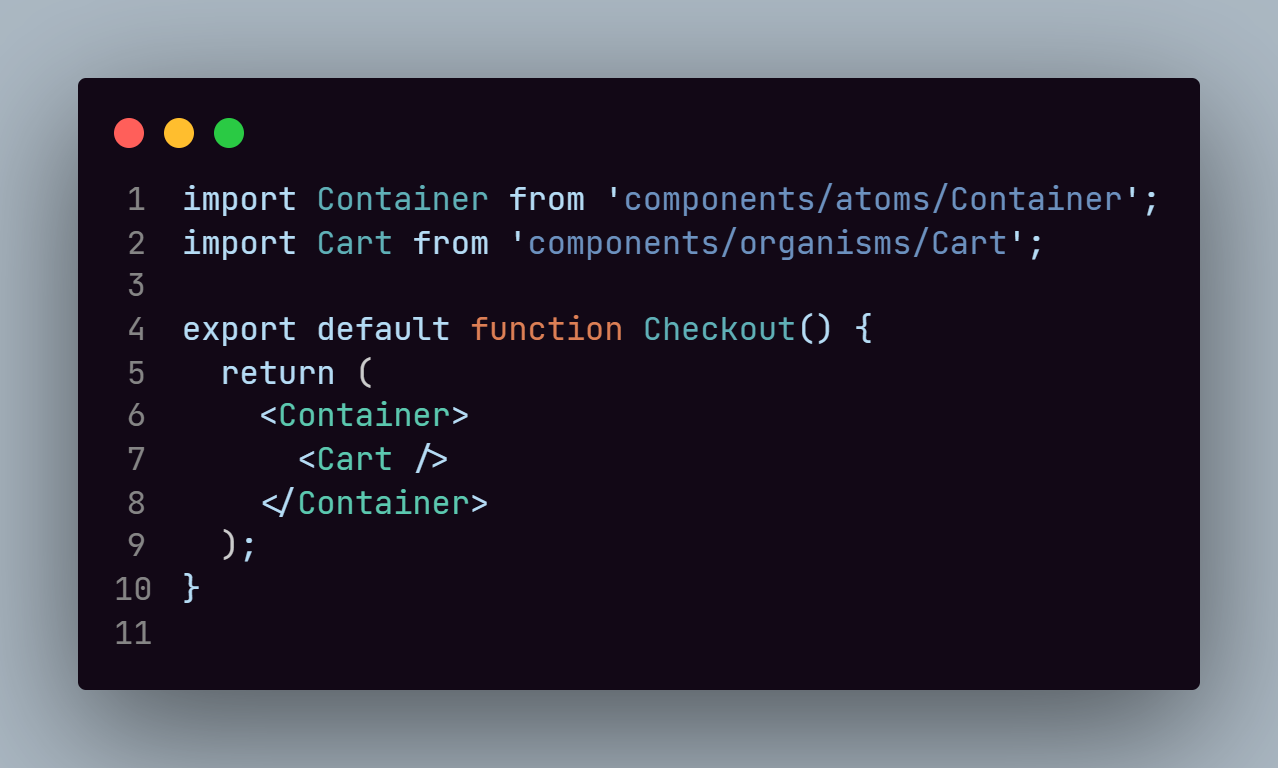 1 import Container from 'components/atoms/Container';
2 import Cart from 'components/organisms/Cart';
3
4 export default function Checkout() {
5   return (
6     <Container>
7       <Cart />
8     </Container>
9   );
10 }
11